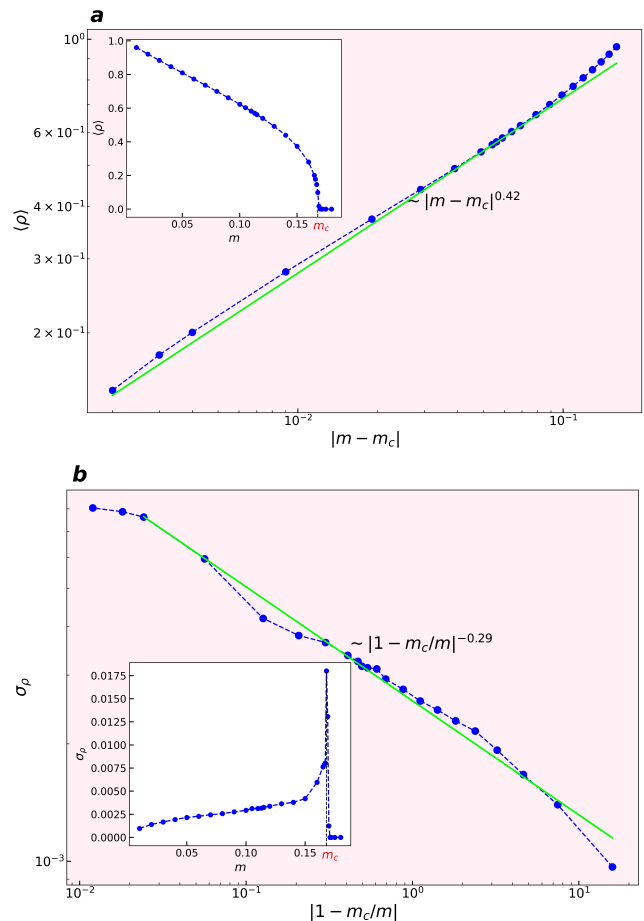 a
10⁰
6 × 10⁻¹
4 × 10⁻¹
3 × 10⁻¹
2 × 10⁻¹
⟨ρ⟩
1.0
0.8
0.6
0.4
0.2
0.0
⟨ρ⟩
0.05 0.10 0.15
m m_c
~ |m − m_c|^0.42
10⁻² 10⁻¹
|m − m_c|
b
σ_ρ
10⁻³
~ |1 − m_c/m|^−0.29
0.0175
0.0150
0.0125
0.0100
0.0075
0.0050
0.0025
0.0000
σ_ρ
0.05 0.10 0.15
m m_c
10⁻² 10⁻¹ 10⁰ 10¹
|1 − m_c/m|